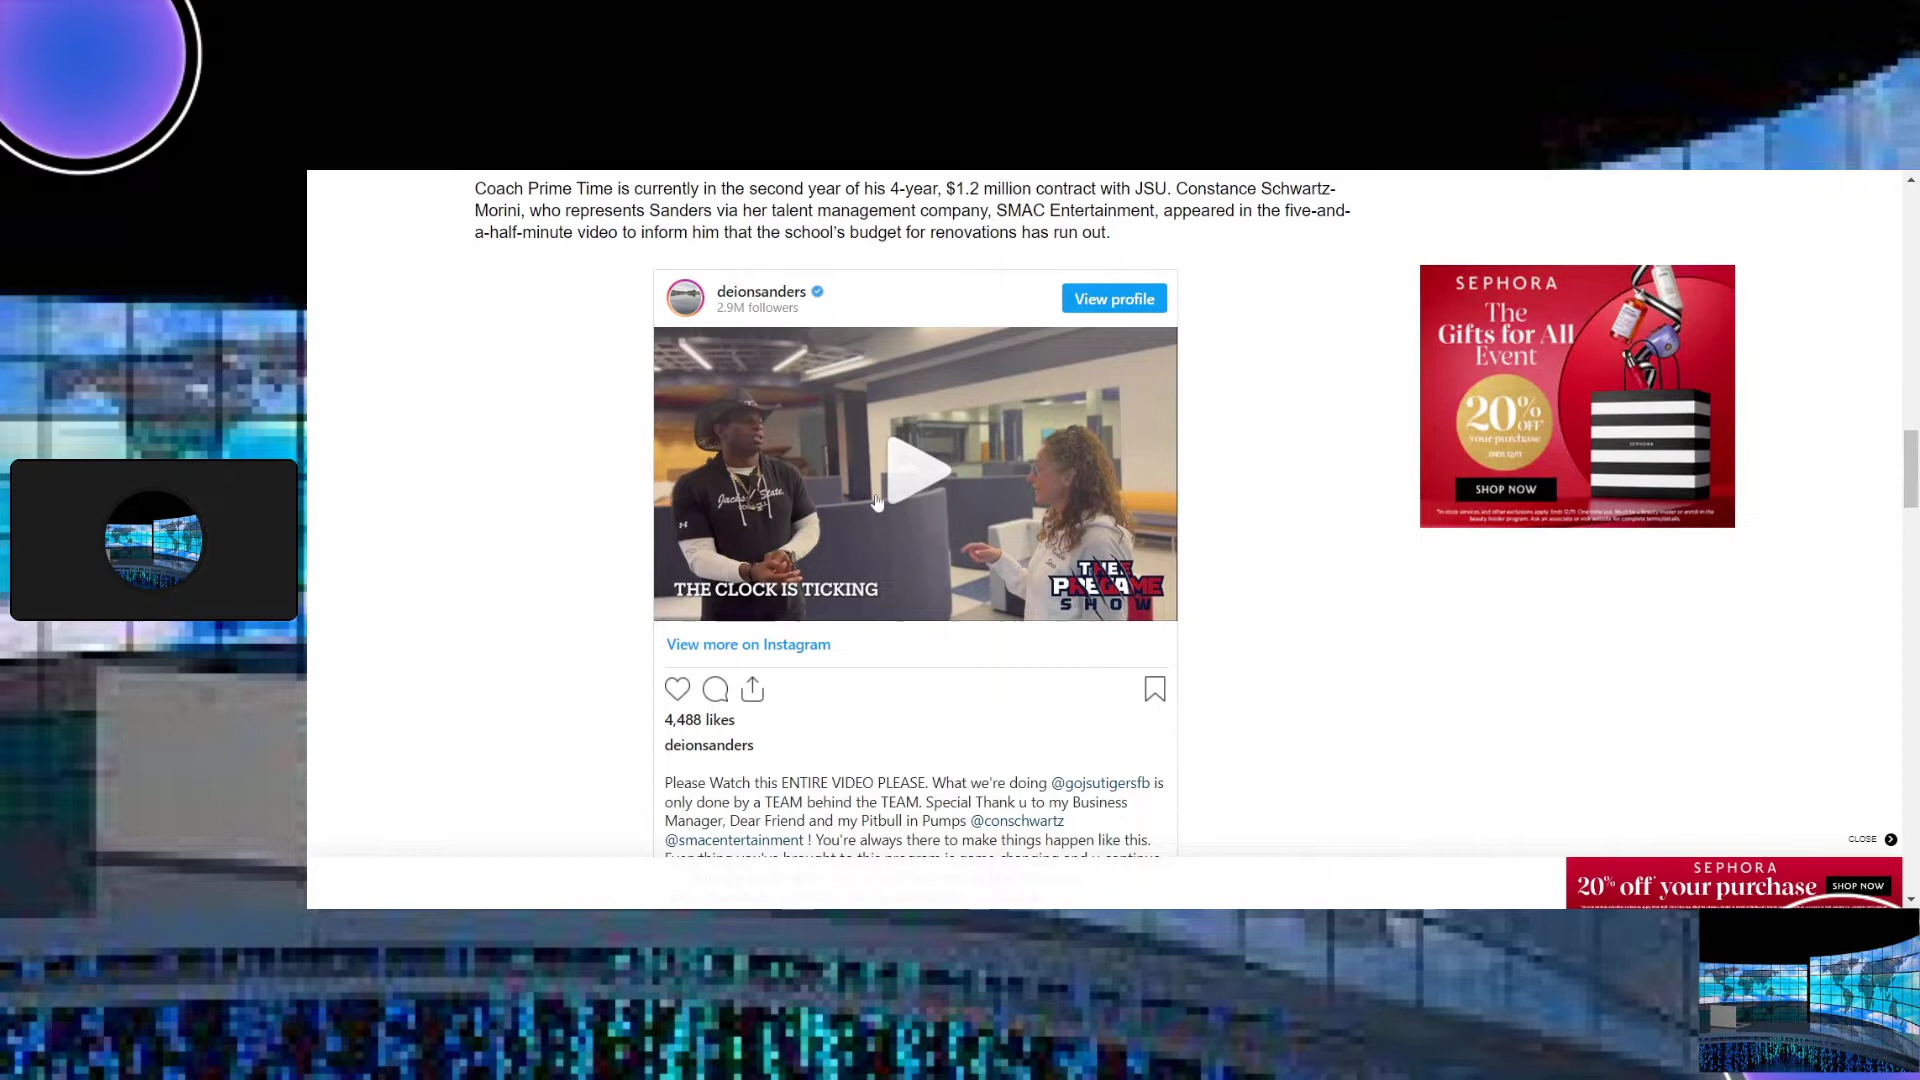 Coach Prime Time is currently in the second year of his 4-year, $1.2 million contract with JSU. Constance Schwartz-
Morini, who represents Sanders via her talent management company, SMAC Entertainment, appeared in the five-and-
a-half-minute video to inform him that the school's budget for renovations has run out.
deionsanders
2.9M followers
View profile
Jackson State
THE CLOCK IS TICKING
THEE
PREGAME
SHOW
View more on Instagram
4,488 likes
deionsanders
Please Watch this ENTIRE VIDEO PLEASE. What we're doing @gojsutigersfb is
only done by a TEAM behind the TEAM. Special Thank u to my Business
Manager, Dear Friend and my Pitbull in Pumps @conschwartz
@smacentertainment ! You're always there to make things happen like this.
SEPHORA
The
Gifts for All
Event
20%
OFF*
your purchase
ENDS 12/11
SHOP NOW
SEPHORA
CLOSE
SEPHORA
20% off* your purchase
SHOP NOW